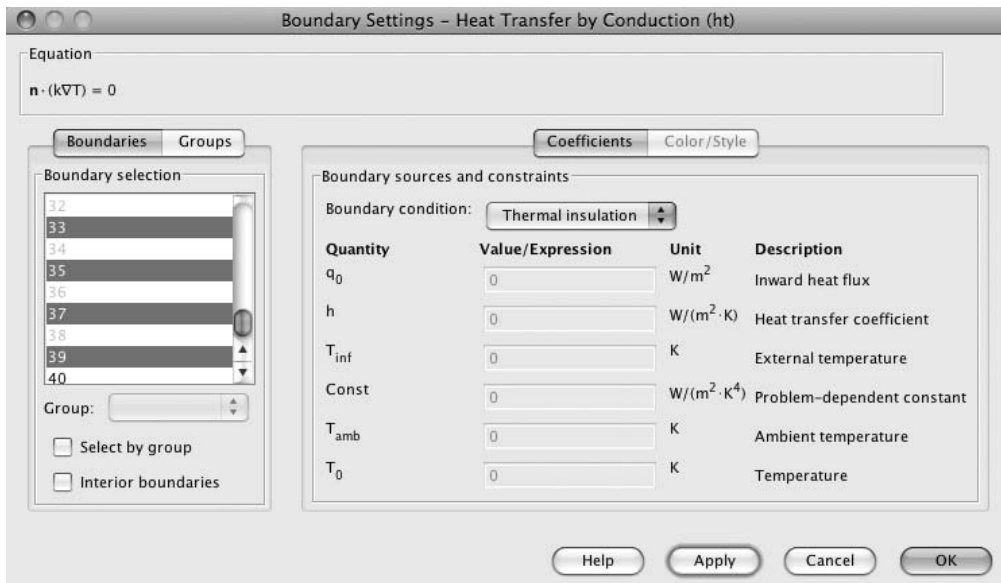 Boundary Settings – Heat Transfer by Conduction (ht)
Equation
n · (k∇T) = 0
Boundaries Groups
Boundary selection
32
33
34
35
36
37
38
39
40
Group:
Select by group
Interior boundaries
Coefficients Color/Style
Boundary sources and constraints
Boundary condition: Thermal insulation
Quantity Value/Expression Unit Description
q0 0 W/m² Inward heat flux
h 0 W/(m²·K) Heat transfer coefficient
Tinf 0 K External temperature
Const 0 W/(m²·K⁴) Problem-dependent constant
Tamb 0 K Ambient temperature
T0 0 K Temperature
Help Apply Cancel OK